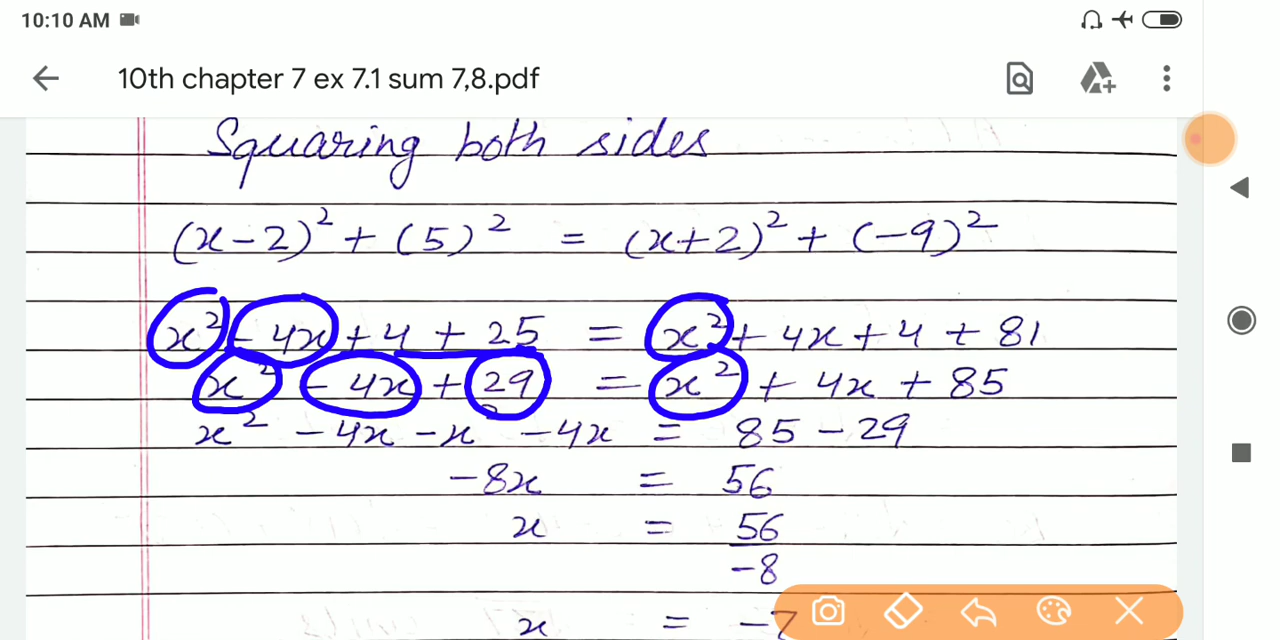 10:10 AM
10th chapter 7 ex 7.1 sum 7,8.pdf
Squaring both sides
(x-2)² + (5)² = (x+2)² + (-9)²
x² - 4x + 4 + 25 = x² + 4x + 4 + 81
x² - 4x + 29 = x² + 4x + 85
x² - 4x - x² - 4x = 85 - 29
-8x = 56
x = 56
-8
x = -7